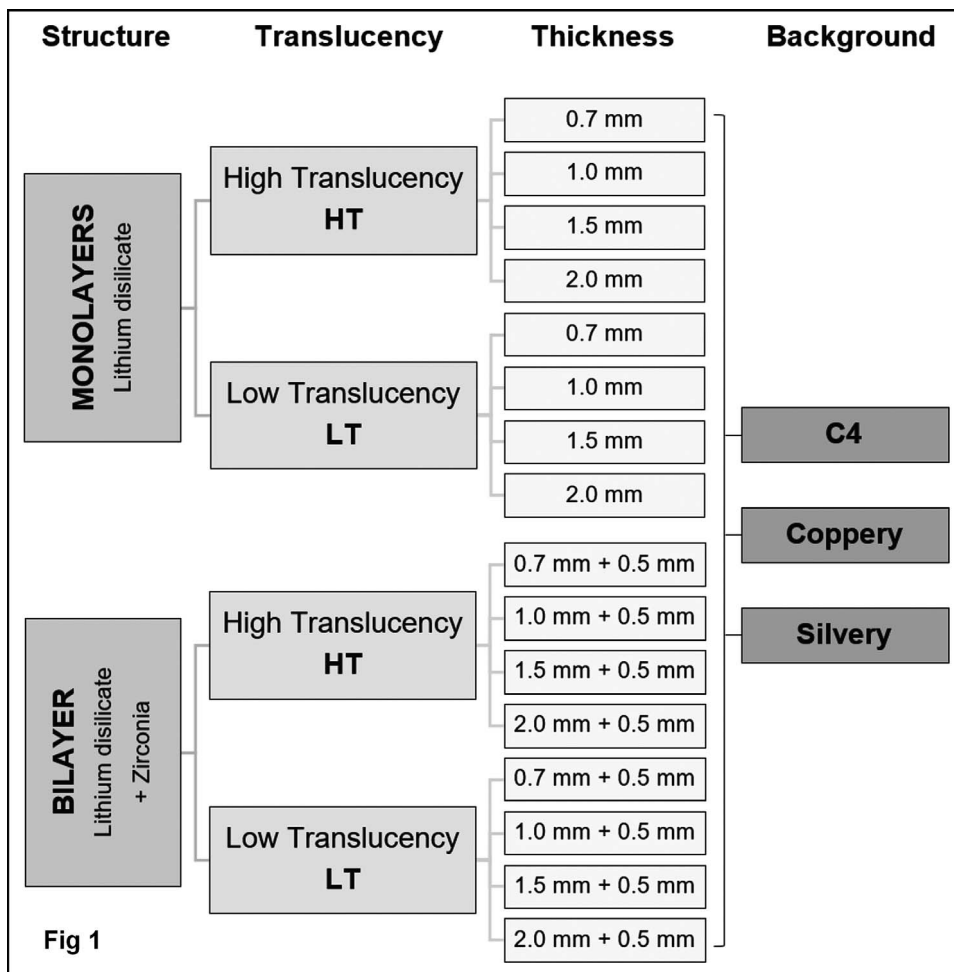 Structure Translucency Thickness Background
MONOLAYERS
Lithium disilicate
High Translucency
HT
0.7 mm
1.0 mm
1.5 mm
2.0 mm
Low Translucency
LT
0.7 mm
1.0 mm
1.5 mm
2.0 mm
BILAYER
Lithium disilicate
+ Zirconia
High Translucency
HT
0.7 mm + 0.5 mm
1.0 mm + 0.5 mm
1.5 mm + 0.5 mm
2.0 mm + 0.5 mm
Low Translucency
LT
0.7 mm + 0.5 mm
1.0 mm + 0.5 mm
1.5 mm + 0.5 mm
2.0 mm + 0.5 mm
C4
Coppery
Silvery
Fig 1